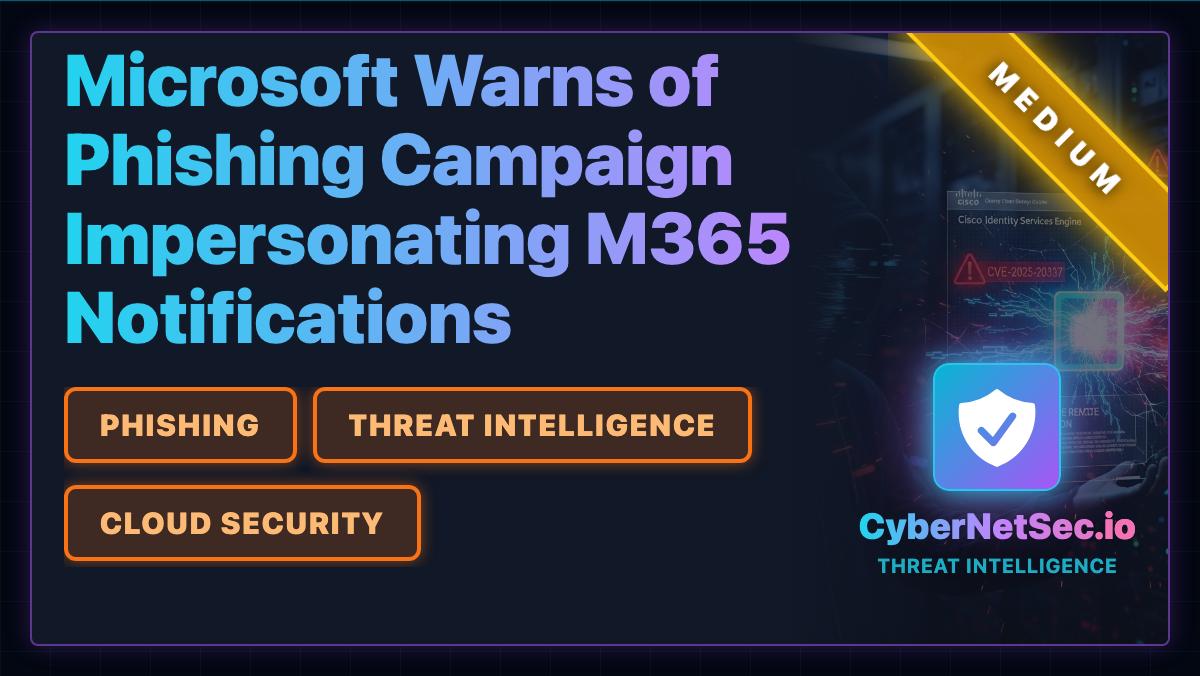 Microsoft Warns of
Phishing Campaign
Impersonating M365
Notifications
MEDIUM
PHISHING
THREAT INTELLIGENCE
CLOUD SECURITY
CISCO
Cisco Identity Services Engine
CVE-2025-20337
CyberNetSec.io
THREAT INTELLIGENCE